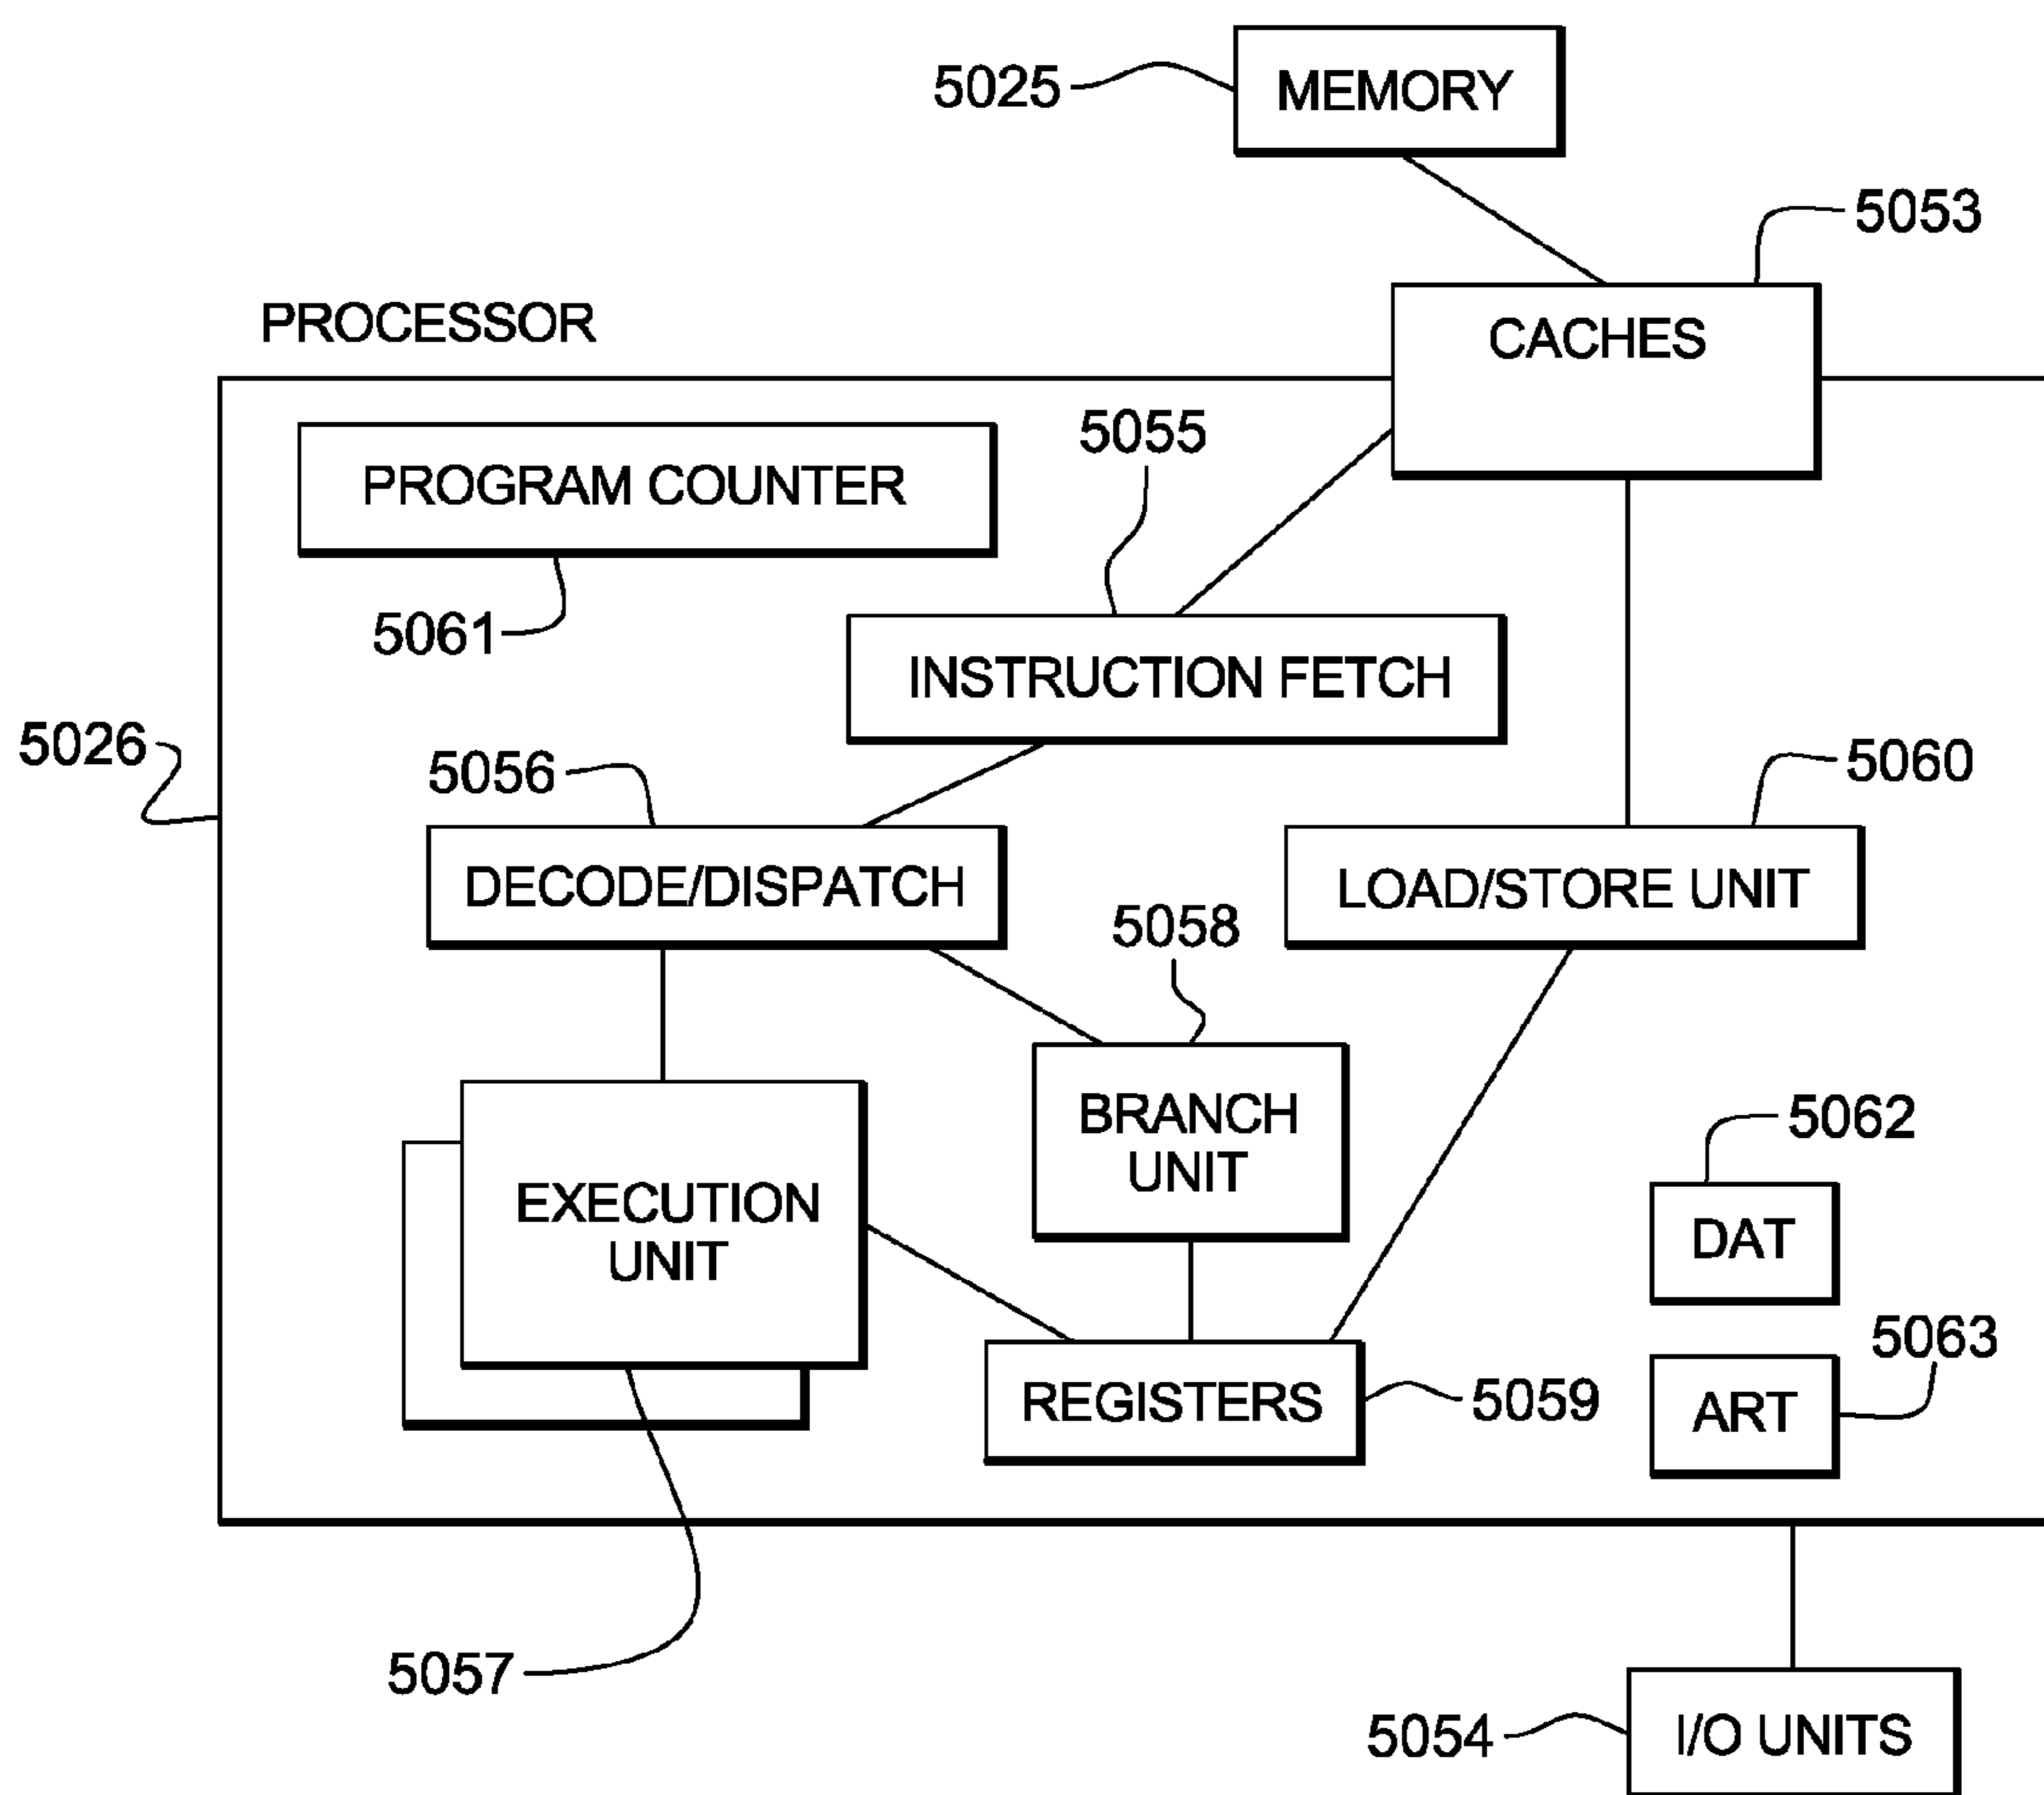 5025
MEMORY
5053
PROCESSOR
CACHES
5055
PROGRAM COUNTER
5061
INSTRUCTION FETCH
5026
5056
5060
DECODE/DISPATCH
LOAD/STORE UNIT
5058
BRANCH
UNIT
5062
EXECUTION
UNIT
DAT
5063
REGISTERS
5059
ART
5057
5054
I/O UNITS